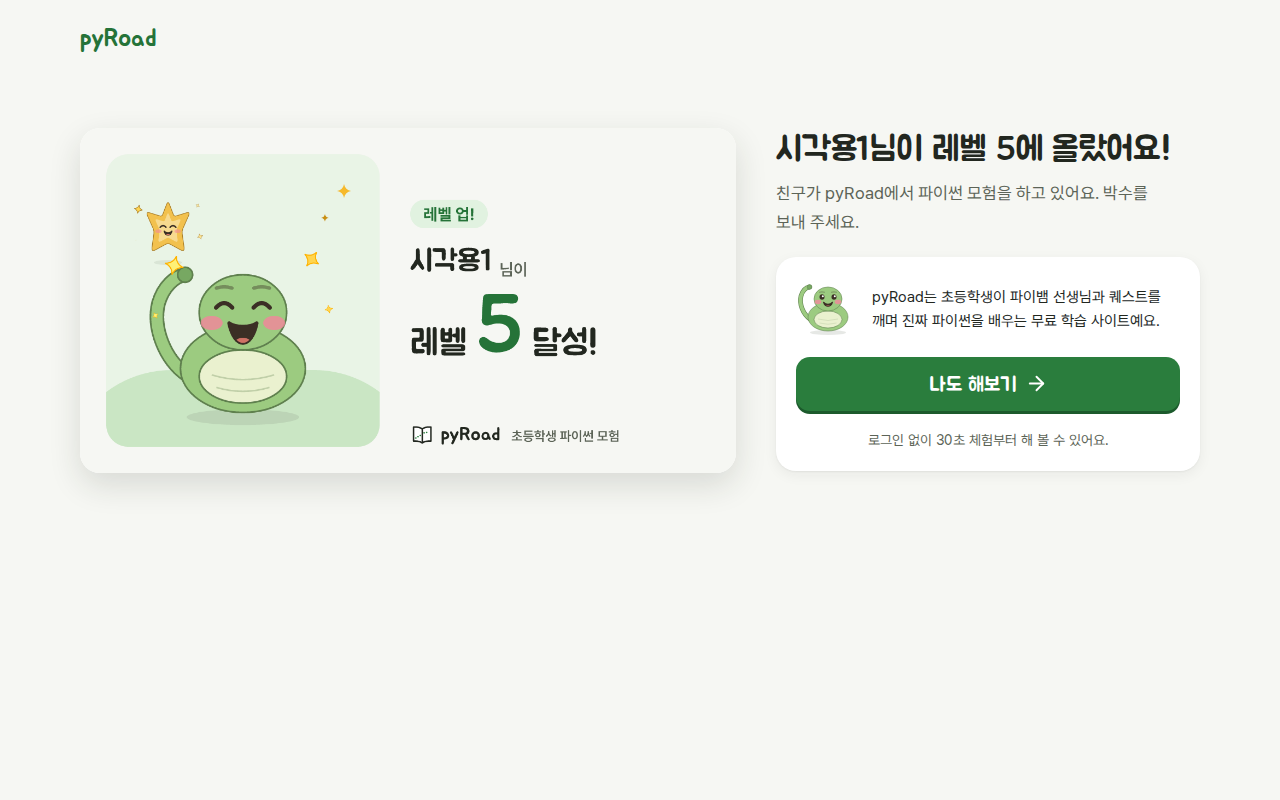 pyRoad
레벨 업!
시각용1 님이
레벨 5 달성!
pyRoad 초등학생 파이썬 모험
시각용1님이 레벨 5에 올랐어요!
친구가 pyRoad에서 파이썬 모험을 하고 있어요. 박수를
보내 주세요.
pyRoad는 초등학생이 파이뱀 선생님과 퀘스트를
깨며 진짜 파이썬을 배우는 무료 학습 사이트예요.
나도 해보기 →
로그인 없이 30초 체험부터 해 볼 수 있어요.